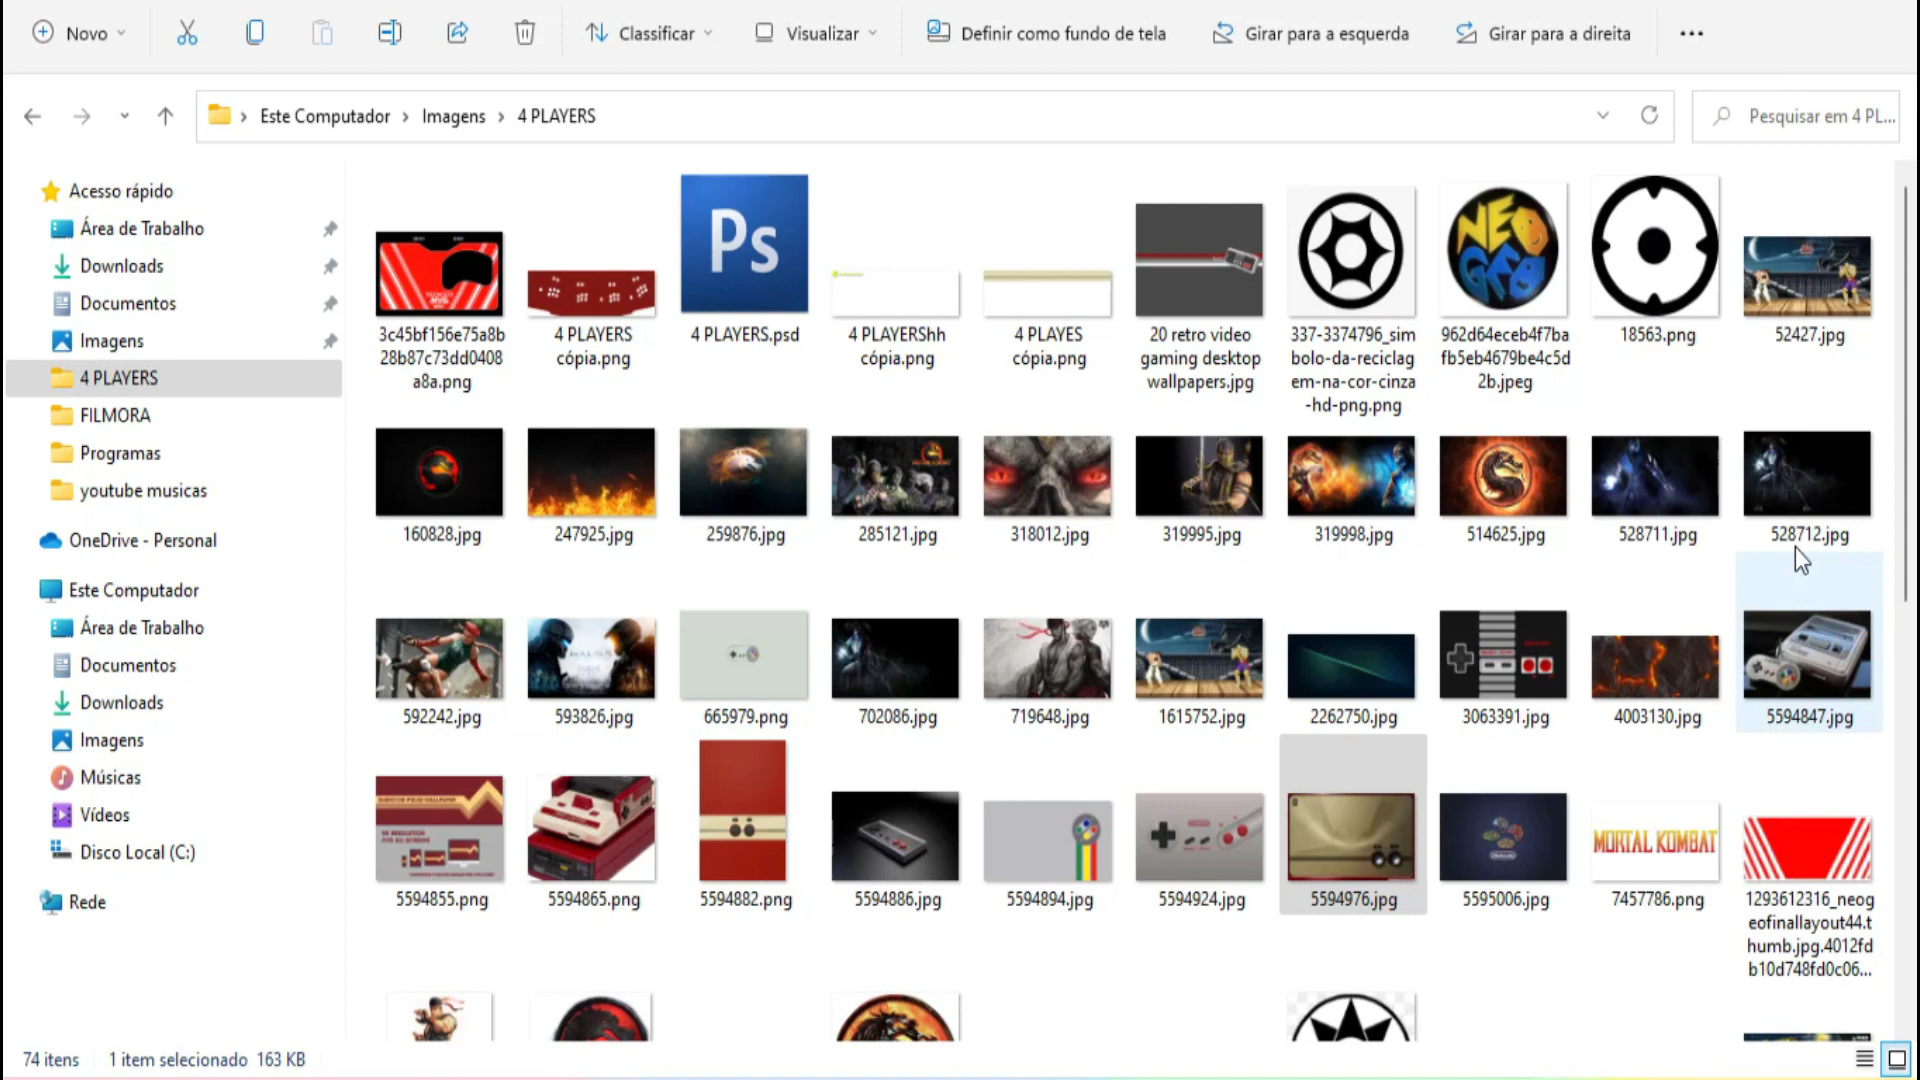 Novo
Classificar
Visualizar
Definir como fundo de tela
Girar para a esquerda
Girar para a direita
Este Computador
Imagens
4 PLAYERS
Pesquisar em 4 PL...
Acesso rápido
Área de Trabalho
Downloads
Documentos
Imagens
4 PLAYERS
FILMORA
Programas
youtube musicas
OneDrive - Personal
Este Computador
Área de Trabalho
Documentos
Downloads
Imagens
Músicas
Vídeos
Disco Local (C:)
Rede
Ps
NEO
GEO
3c45bf156e75a8b
28b87c73dd0408
a8a.png
4 PLAYERS
cópia.png
4 PLAYERS.psd
4 PLAYERShh
cópia.png
4 PLAYES
cópia.png
20 retro video
gaming desktop
wallpapers.jpg
337-3374796_sim
bolo-da-reciclag
em-na-cor-cinza
-hd-png.png
962d64eceb4f7ba
fb5eb4679be4c5d
2b.jpeg
18563.png
52427.jpg
160828.jpg
247925.jpg
259876.jpg
285121.jpg
318012.jpg
319995.jpg
319998.jpg
514625.jpg
528711.jpg
528712.jpg
HALO 5
592242.jpg
593826.jpg
665979.png
702086.jpg
719648.jpg
1615752.jpg
2262750.jpg
3063391.jpg
4003130.jpg
5594847.jpg
MORTAL KOMBAT
5594855.png
5594865.png
5594882.png
5594886.jpg
5594894.jpg
5594924.jpg
5594976.jpg
5595006.jpg
7457786.png
1293612316_neog
eofinallayout44.t
humb.jpg.4012fd
b10d748fd0c06...
74 itens
1 item selecionado
163 KB